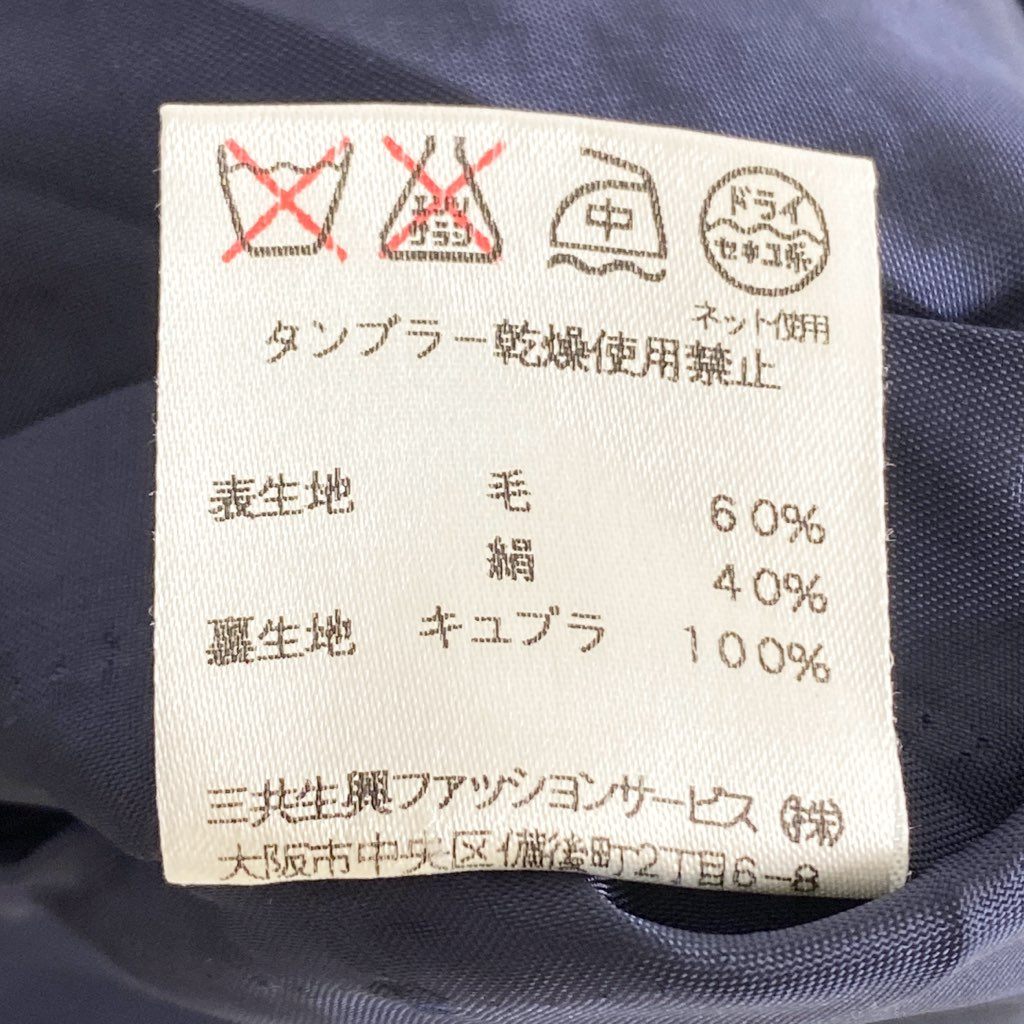 エンソ
サラシ
中
ドライ
セキユ系
ネット使用
タンブラー乾燥使用禁止
表生地 毛 60%
絹 40%
裏生地 キュプラ 100%
三共生興ファッションサービス(株)
大阪市中央区備後町2丁目6-8